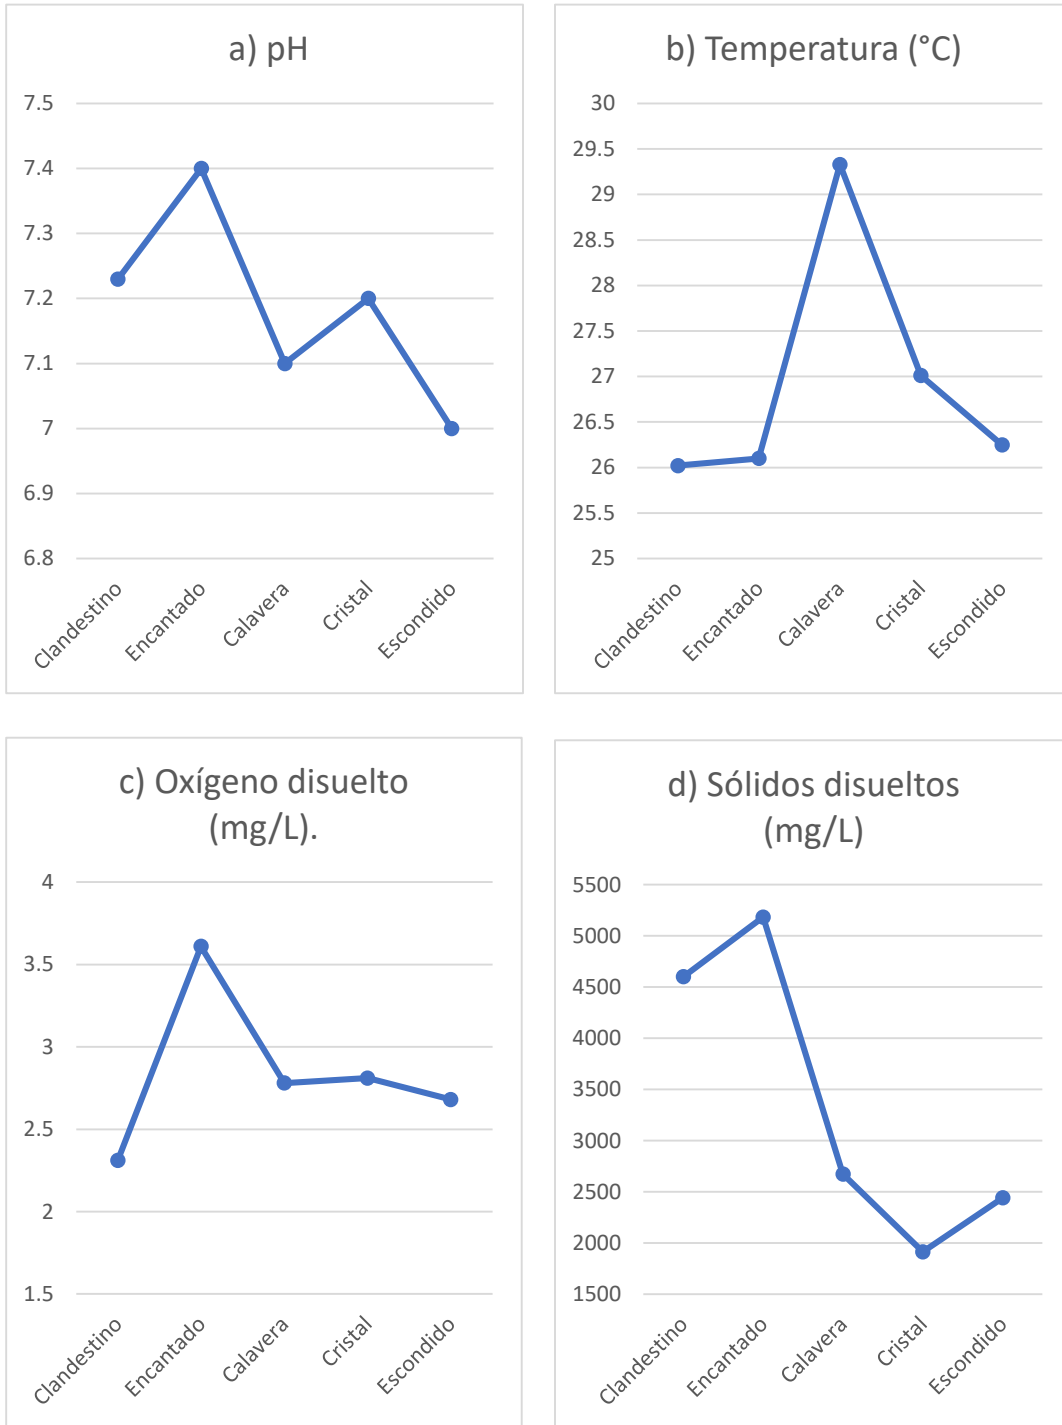 a) pH
7.5
7.4
7.3
7.2
7.1
7
6.9
6.8
Clandestino
Encantado
Calavera
Cristal
Escondido
b) Temperatura (°C)
30
29.5
29
28.5
28
27.5
27
26.5
26
25.5
25
Clandestino
Encantado
Calavera
Cristal
Escondido
c) Oxígeno disuelto
(mg/L).
4
3.5
3
2.5
2
1.5
Clandestino
Encantado
Calavera
Cristal
Escondido
d) Sólidos disueltos
(mg/L)
5500
5000
4500
4000
3500
3000
2500
2000
1500
Clandestino
Encantado
Calavera
Cristal
Escondido